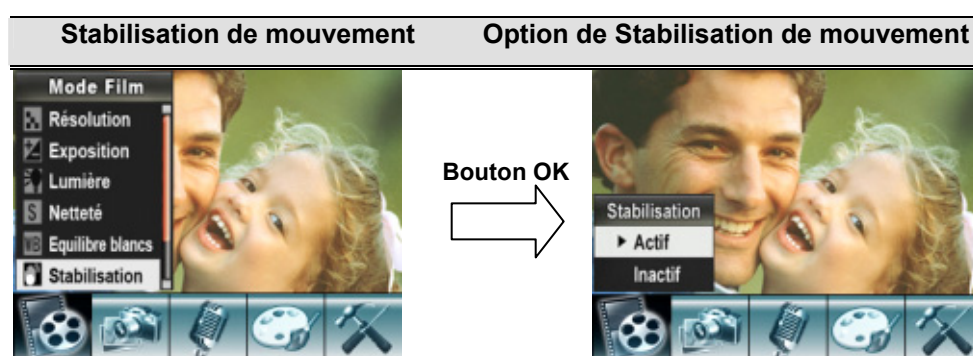 Stabilisation de mouvement
Option de Stabilisation de mouvement
Mode Film
Résolution
Exposition
Lumière
S Netteté
WB Equilibre blancs
Stabilisation
Bouton OK
Stabilisation
Actif
Inactif